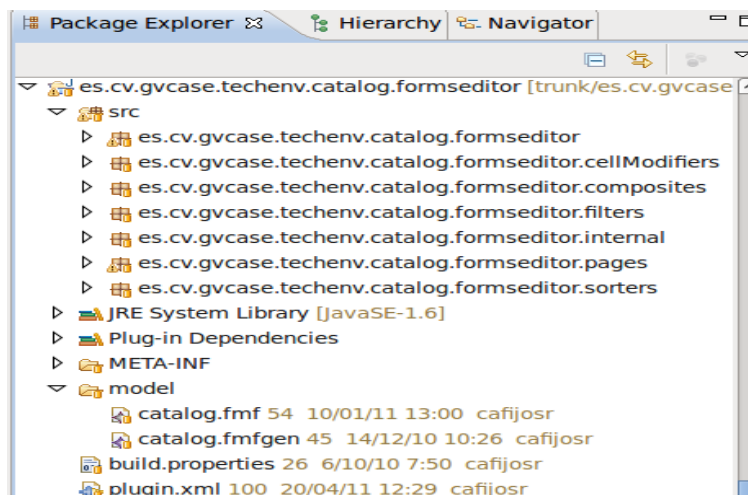 Package Explorer Hierarchy Navigator
es.cv.gvcase.techenv.catalog.formseditor [trunk/es.cv.gvcase
src
es.cv.gvcase.techenv.catalog.formseditor
es.cv.gvcase.techenv.catalog.formseditor.cellModifiers
es.cv.gvcase.techenv.catalog.formseditor.composites
es.cv.gvcase.techenv.catalog.formseditor.filters
es.cv.gvcase.techenv.catalog.formseditor.internal
es.cv.gvcase.techenv.catalog.formseditor.pages
es.cv.gvcase.techenv.catalog.formseditor.sorters
JRE System Library [JavaSE-1.6]
Plug-in Dependencies
META-INF
model
catalog.fmf 54 10/01/11 13:00 cafijosr
catalog.fmfgen 45 14/12/10 10:26 cafijosr
build.properties 26 6/10/10 7:50 cafijosr
plugin.xml 100 20/04/11 12:29 cafijosr